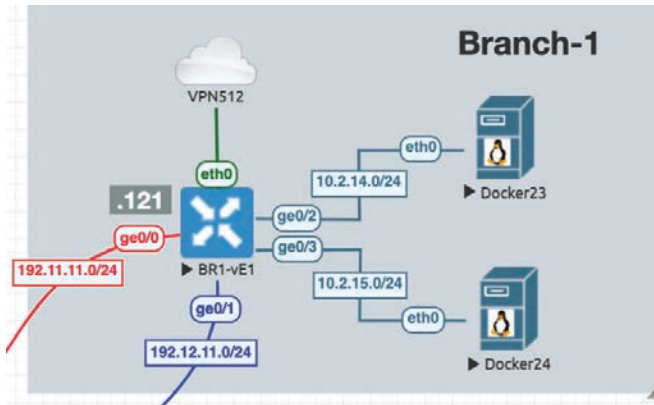 Branch-1
VPN512
eth0
eth0
10.2.14.0/24
▶ Docker23
.121
ge0/2
ge0/0
ge0/3
192.11.11.0/24
▶ BR1-vE1
10.2.15.0/24
ge0/1
eth0
192.12.11.0/24
▶ Docker24